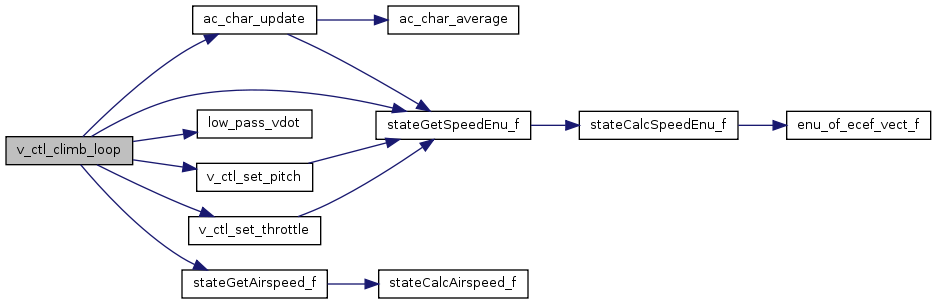 ac_char_update
ac_char_average
low_pass_vdot
stateGetSpeedEnu_f
stateCalcSpeedEnu_f
enu_of_ecef_vect_f
v_ctl_climb_loop
v_ctl_set_pitch
v_ctl_set_throttle
stateGetAirspeed_f
stateCalcAirspeed_f